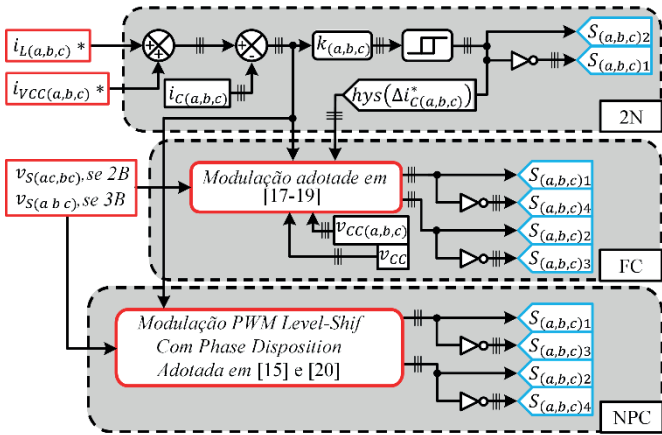 i_{L(a,b,c)} *
i_{VCC(a,b,c)} *
i_{C(a,b,c)}
k_{(a,b,c)}
hys(Δi^*_{C(a,b,c)})
S_{(a,b,c)2}
S_{(a,b,c)1}
2N
v_{S(ac,bc)}, se 2B
v_{S(a b c)}, se 3B
Modulação adotade em
[17-19]
v_{CC(a,b,c)}
v_{CC}
S_{(a,b,c)1}
S_{(a,b,c)4}
S_{(a,b,c)2}
S_{(a,b,c)3}
FC
Modulação PWM Level-Shif
Com Phase Disposition
Adotada em [15] e [20]
S_{(a,b,c)1}
S_{(a,b,c)3}
S_{(a,b,c)2}
S_{(a,b,c)4}
NPC